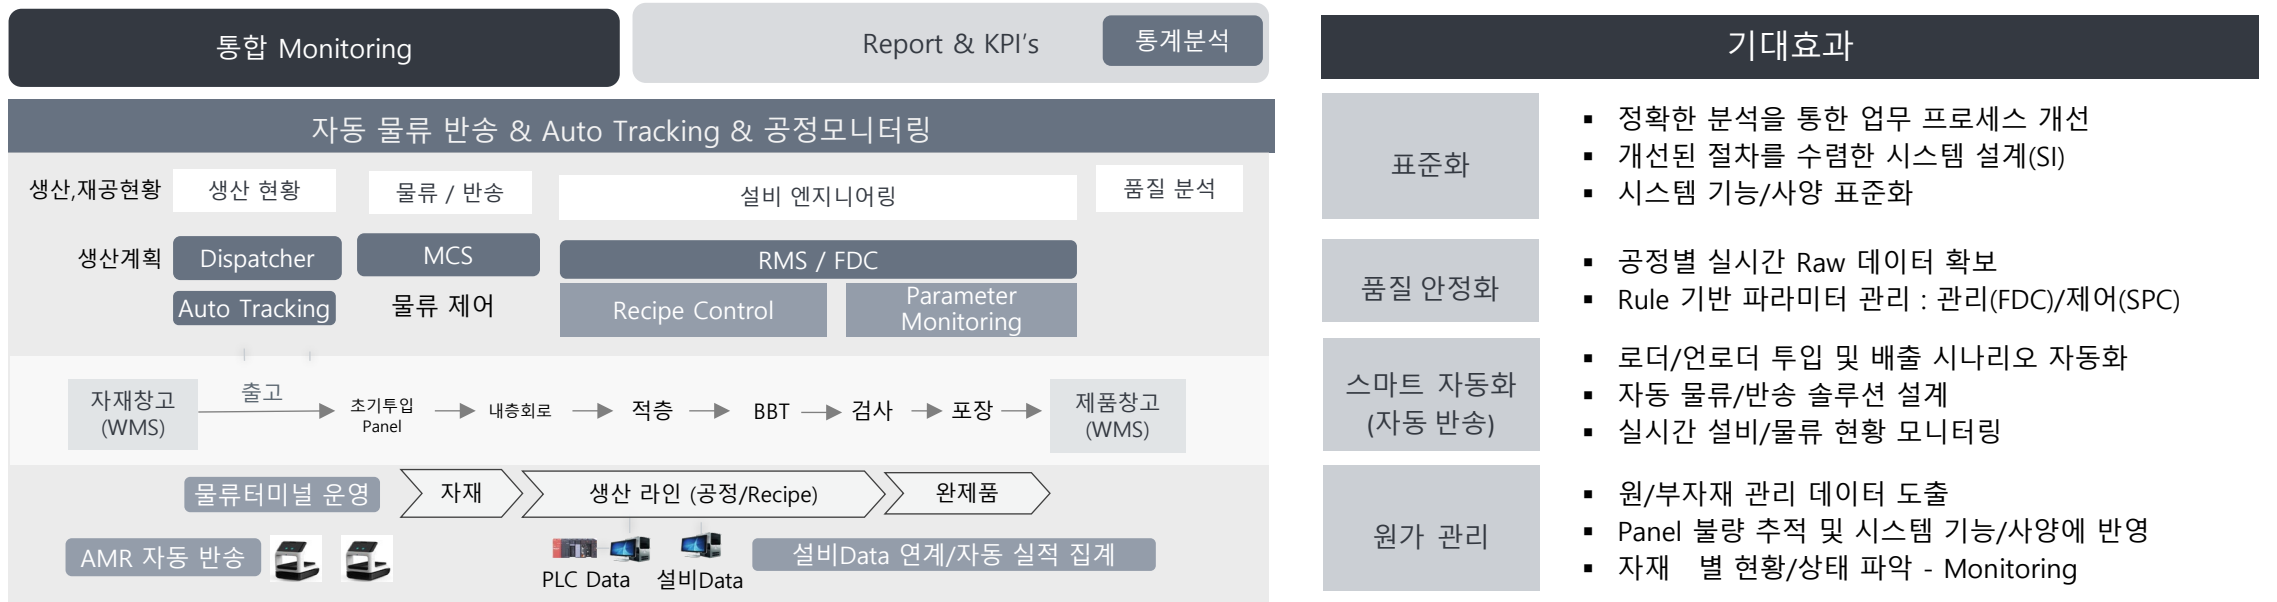 통합 Monitoring
Report & KPI's
통계분석
자동 물류 반송 & Auto Tracking & 공정모니터링
생산,재공현황
생산 현황
물류 / 반송
설비 엔지니어링
품질 분석
생산계획
Dispatcher
MCS
RMS / FDC
Auto Tracking
물류 제어
Recipe Control
Parameter
Monitoring
자재창고
(WMS)
출고
초기투입
Panel
내층회로
적층
BBT
검사
포장
제품창고
(WMS)
물류터미널 운영
자재
생산 라인 (공정/Recipe)
완제품
AMR 자동 반송
PLC Data
설비Data
설비Data 연계/자동 실적 집계
기대효과
표준화
▪ 정확한 분석을 통한 업무 프로세스 개선
▪ 개선된 절차를 수렴한 시스템 설계(SI)
▪ 시스템 기능/사양 표준화
품질 안정화
▪ 공정별 실시간 Raw 데이터 확보
▪ Rule 기반 파라미터 관리 : 관리(FDC)/제어(SPC)
스마트 자동화
(자동 반송)
▪ 로더/언로더 투입 및 배출 시나리오 자동화
▪ 자동 물류/반송 솔루션 설계
▪ 실시간 설비/물류 현황 모니터링
원가 관리
▪ 원/부자재 관리 데이터 도출
▪ Panel 불량 추적 및 시스템 기능/사양에 반영
▪ 자재 별 현황/상태 파악 - Monitoring